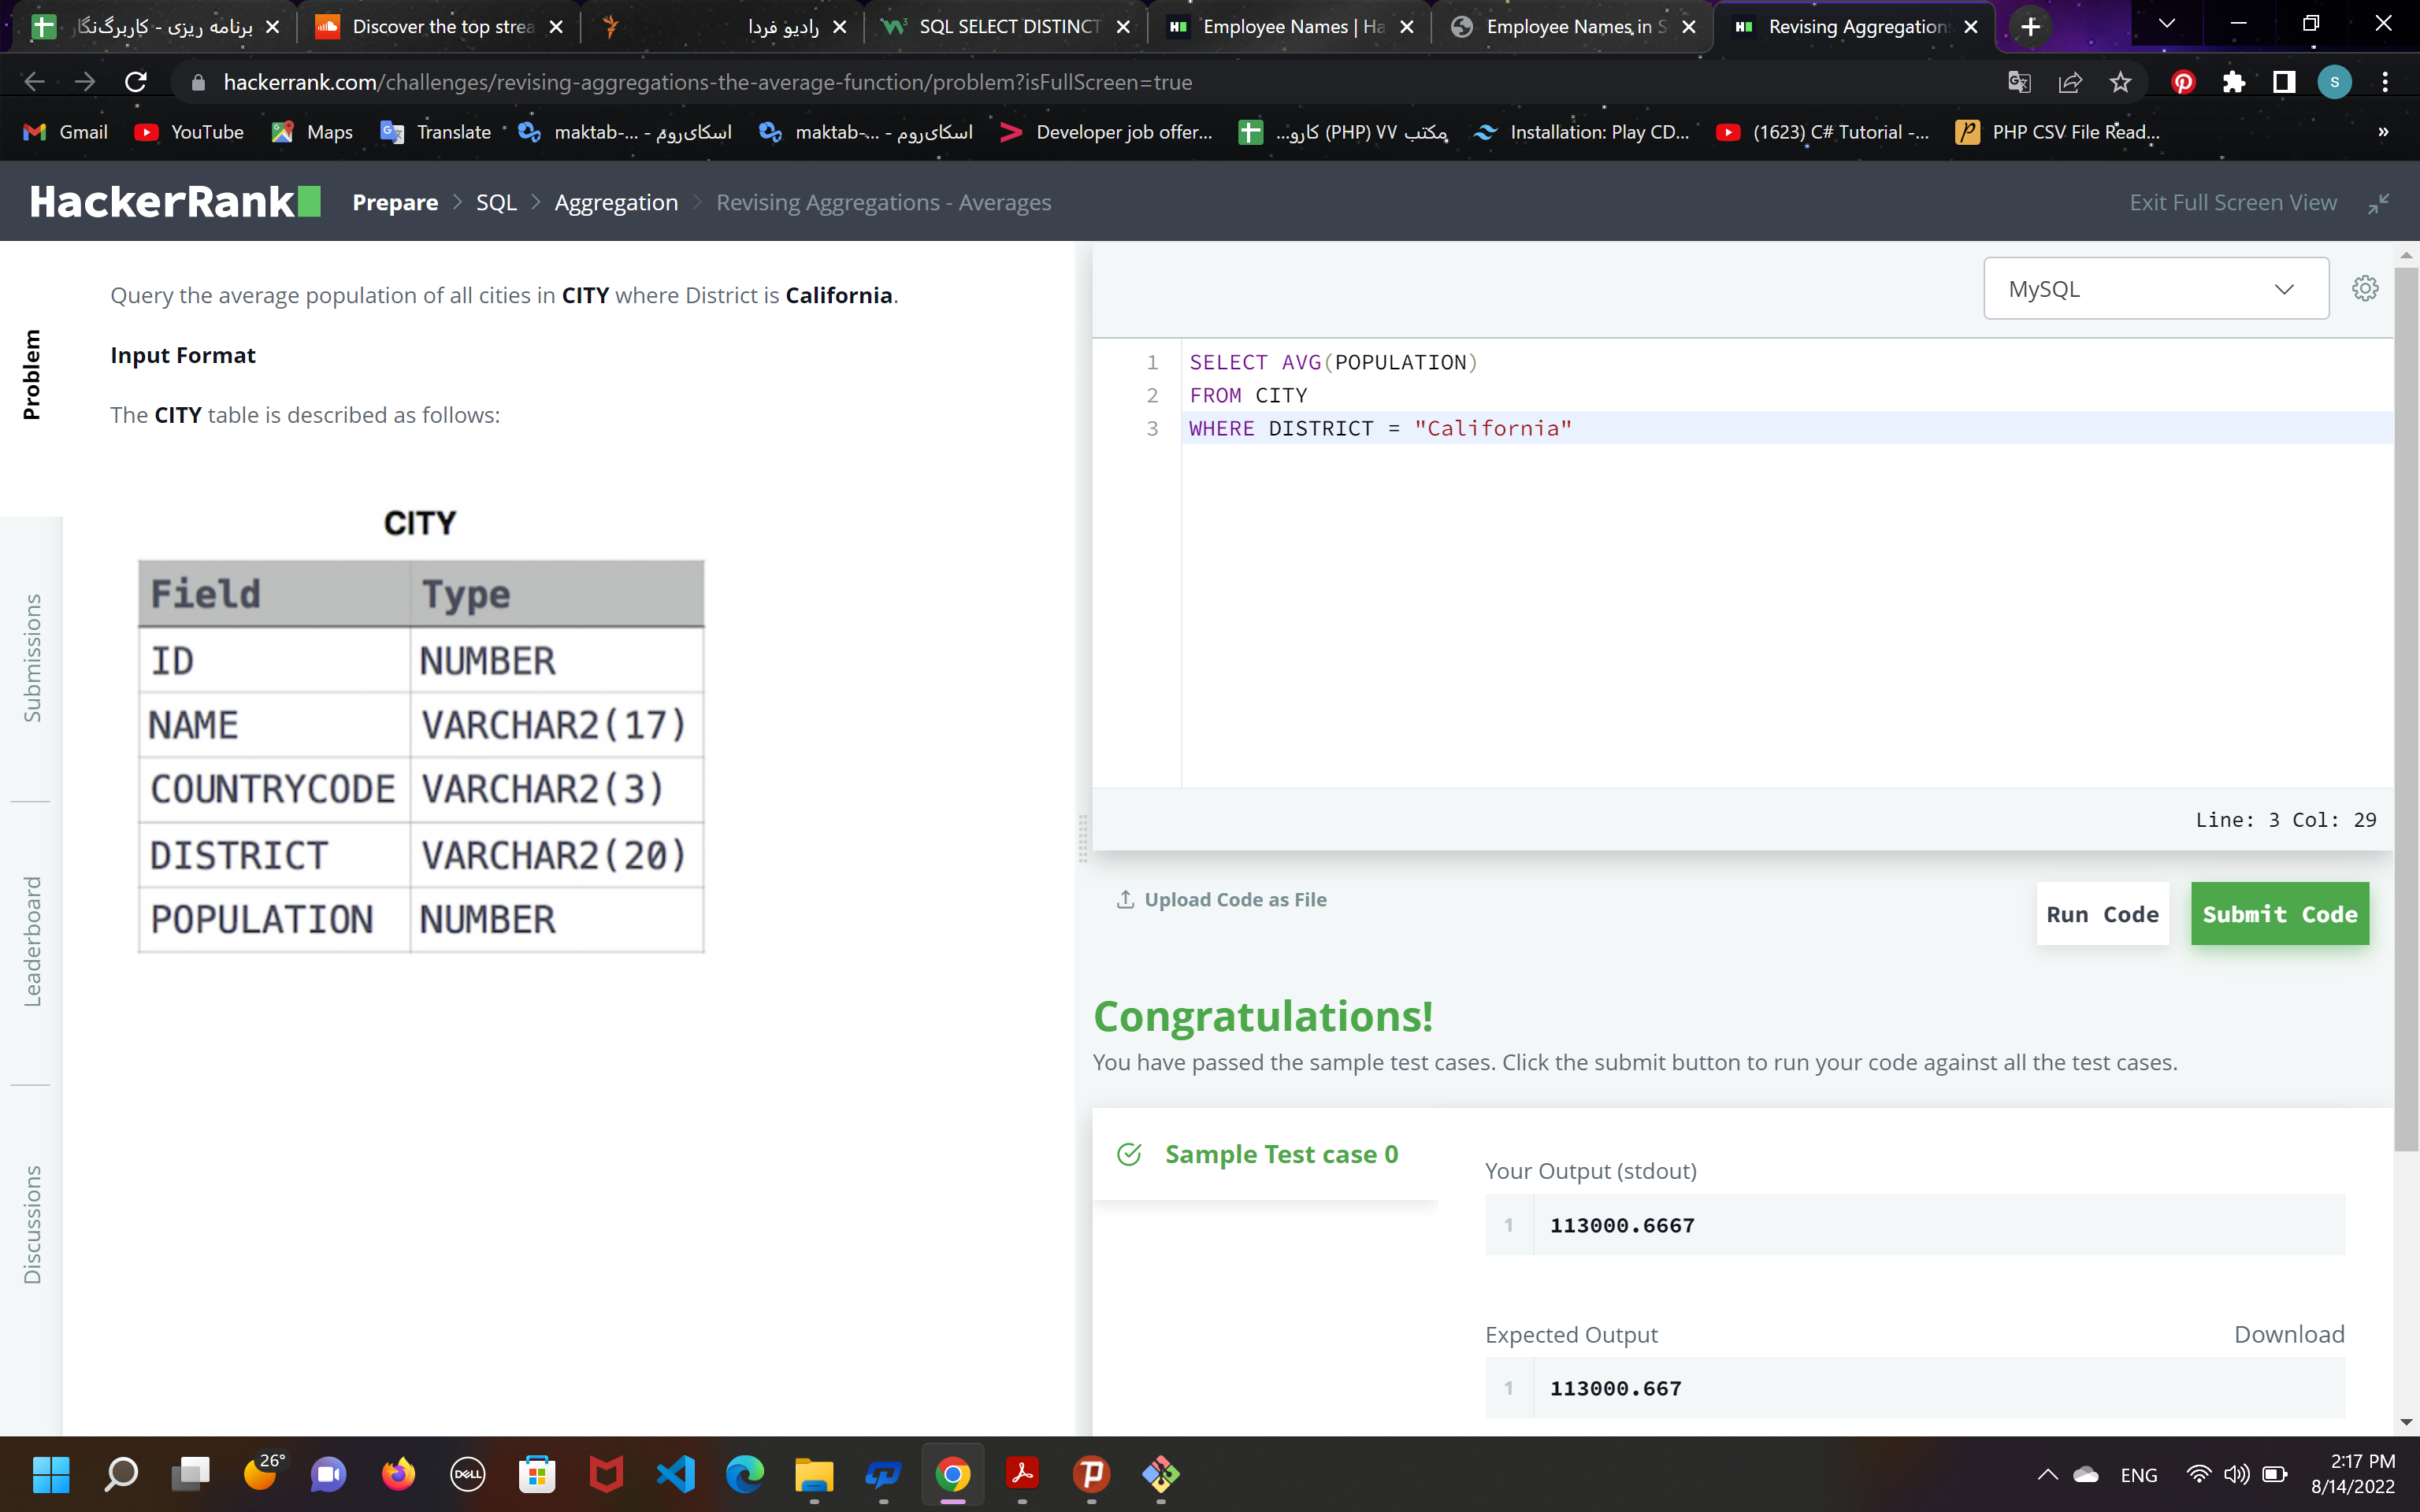 برنامه ریزی - کاربرگ‌نگار
Discover the top strea
رادیو فردا
SQL SELECT DISTINCT
Employee Names | Ha
Employee Names in S
Revising Aggregation
hackerrank.com/challenges/revising-aggregations-the-average-function/problem?isFullScreen=true
S
Gmail
YouTube
Maps
Translate
maktab-... - اسکای‌روم
maktab-... - اسکای‌روم
Developer job offer...
مکتب ۷۷ (PHP) کارو...
Installation: Play CD...
(1623) C# Tutorial -...
PHP CSV File Read...
»
HackerRank
Prepare > SQL > Aggregation > Revising Aggregations - Averages
Exit Full Screen View
Problem
Submissions
Leaderboard
Discussions
Query the average population of all cities in CITY where District is California.
Input Format
The CITY table is described as follows:
CITY
Field Type
ID NUMBER
NAME VARCHAR2(17)
COUNTRYCODE VARCHAR2(3)
DISTRICT VARCHAR2(20)
POPULATION NUMBER
MySQL
1 SELECT AVG(POPULATION)
2 FROM CITY
3 WHERE DISTRICT = "California"
Line: 3 Col: 29
Upload Code as File
Run Code
Submit Code
Congratulations!
You have passed the sample test cases. Click the submit button to run your code against all the test cases.
Sample Test case 0
Your Output (stdout)
1 113000.6667
Expected Output
Download
1 113000.667
26°
DELL
ENG
2:17 PM
8/14/2022